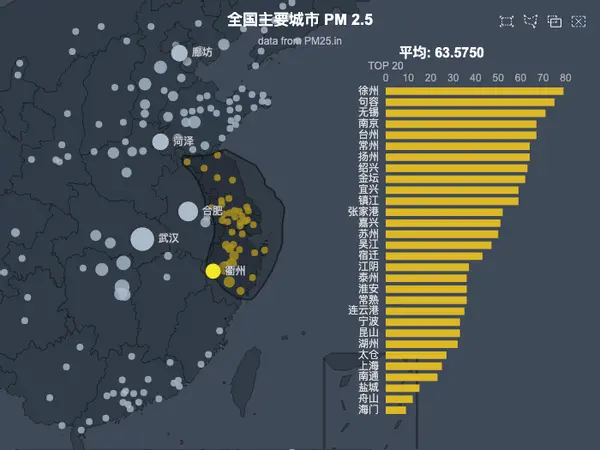 全国主要城市 PM 2.5
data from PM25.in
平均: 63.5750
TOP 20
0 10 20 30 40 50 60 70 80
徐州
句容
无锡
南京
台州
常州
扬州
绍兴
金坛
宜兴
镇江
张家港
嘉兴
苏州
吴江
宿迁
江阴
泰州
淮安
常熟
连云港
宁波
昆山
湖州
太仓
上海
南通
盐城
舟山
海门
廊坊
菏泽
合肥
武汉
衢州